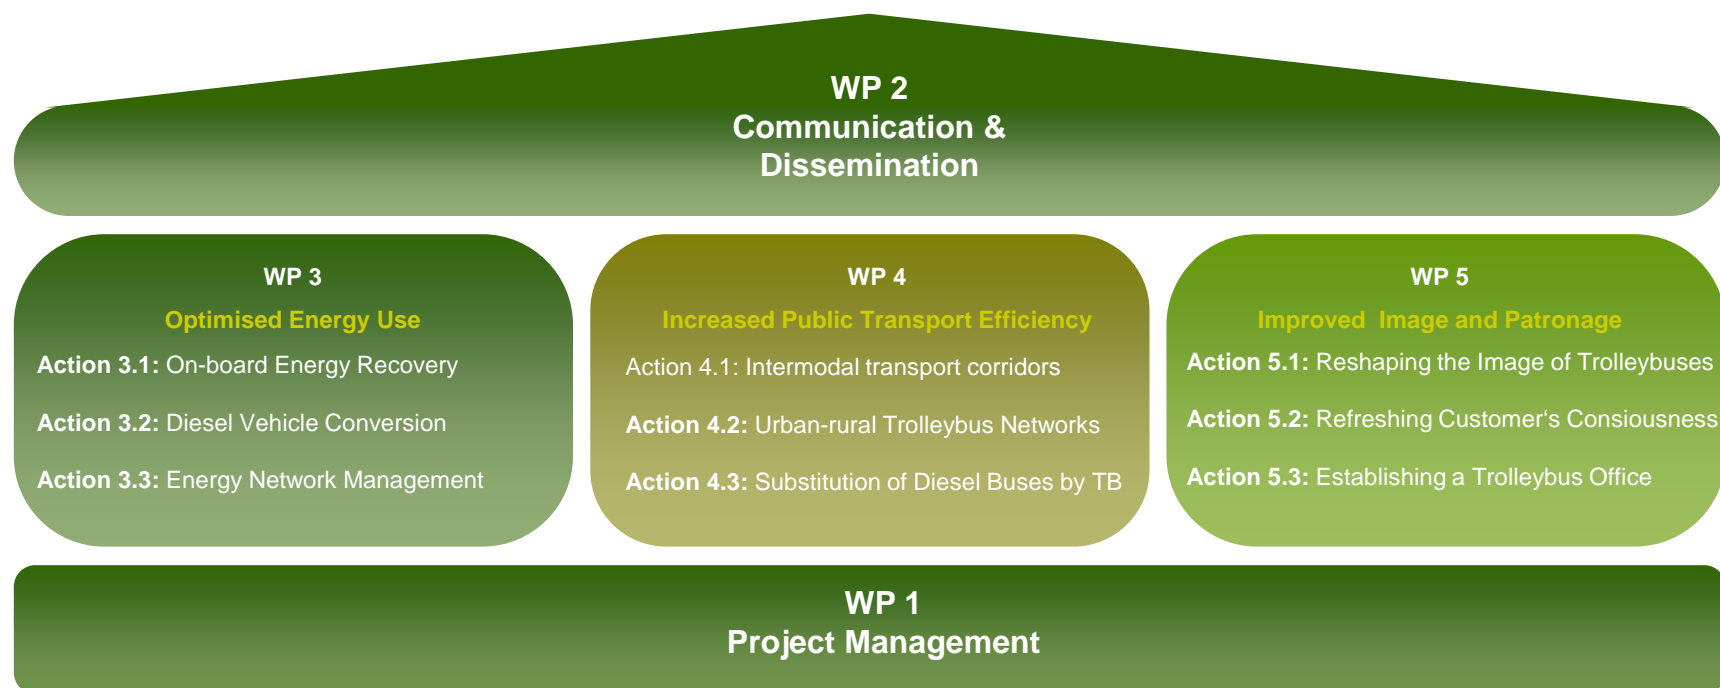 WP 2
Communication &
Dissemination
WP 3
Optimised Energy Use
Action 3.1: On-board Energy Recovery
Action 3.2: Diesel Vehicle Conversion
Action 3.3: Energy Network Management
WP 4
Increased Public Transport Efficiency
Action 4.1: Intermodal transport corridors
Action 4.2: Urban-rural Trolleybus Networks
Action 4.3: Substitution of Diesel Buses by TB
WP 5
Improved  Image and Patronage
Action 5.1: Reshaping the Image of Trolleybuses
Action 5.2: Refreshing Customer‘s Consiousness
Action 5.3: Establishing a Trolleybus Office
WP 1
Project Management